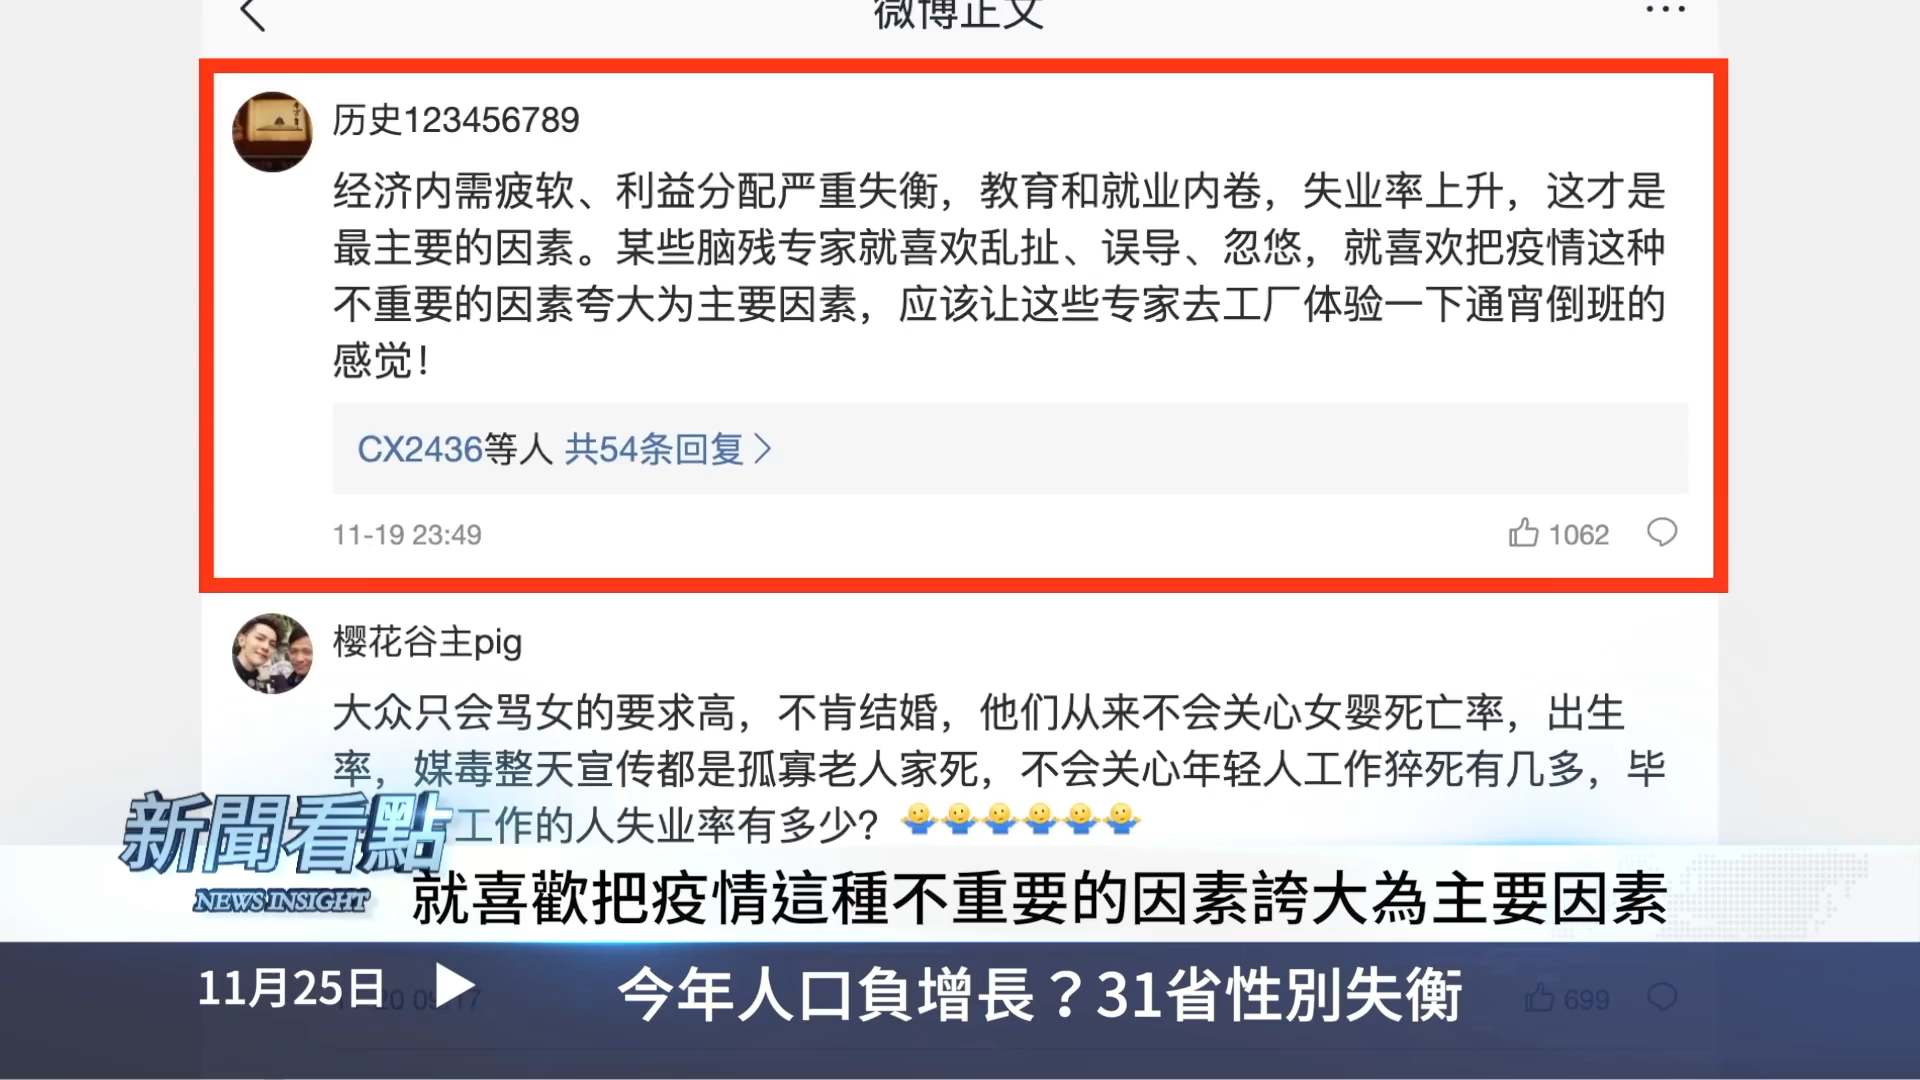 微博正文
历史123456789
经济内需疲软、利益分配严重失衡，教育和就业内卷，失业率上升，这才是
最主要的因素。某些脑残专家就喜欢乱扯、误导、忽悠，就喜欢把疫情这种
不重要的因素夸大为主要因素，应该让这些专家去工厂体验一下通宵倒班的
感觉！
CX2436等人 共54条回复
11-19 23:49
1062
樱花谷主pig
大众只会骂女的要求高，不肯结婚，他们从来不会关心女婴死亡率，出生
率，媒毒整天宣传都是孤寡老人家死，不会关心年轻人工作猝死有几多，毕
工作的人失业率有多少？
新聞看點
NEWS INSIGHT
就喜歡把疫情這種不重要的因素誇大為主要因素
11月25日
今年人口負增長？31省性別失衡
699